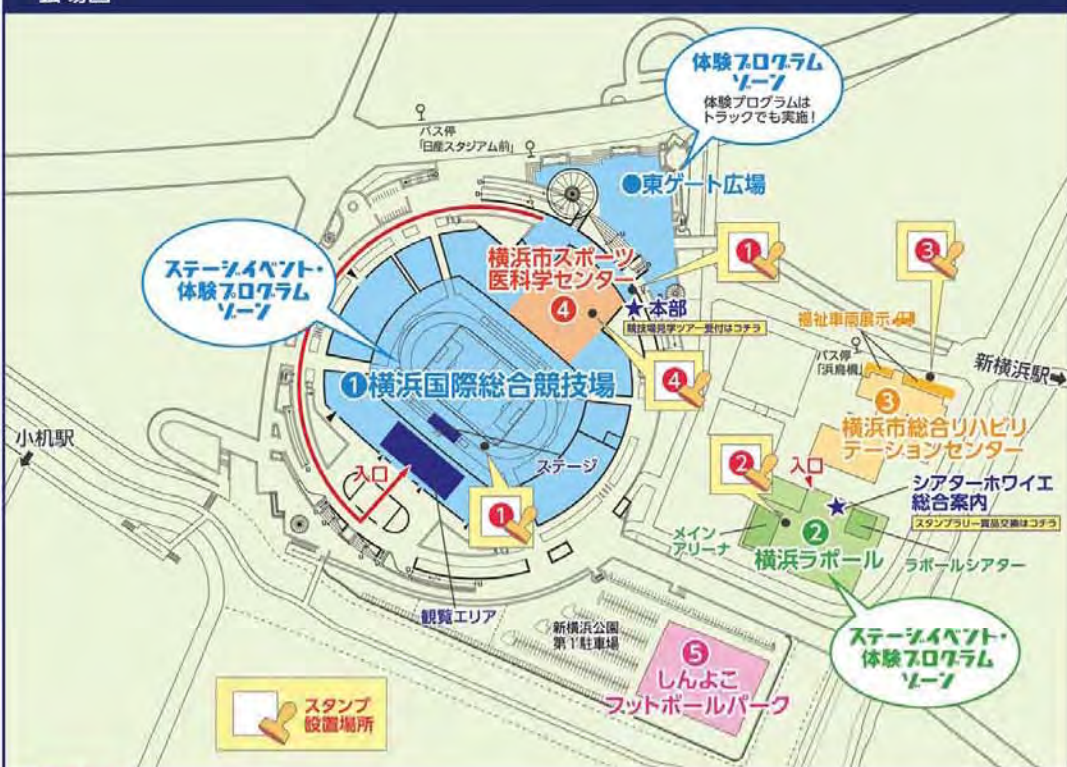 体験プログラム
ゾーン
体験プログラムは
トラックでも実施!
バス停
「日産スタジアム前」
●東ゲート広場
ステージイベント・
体験プログラム
ゾーン
横浜市スポーツ
医科学センター
④
①
★本部
競技場見学ツアー受付はコチラ
③
福祉車両展示
バス停
「浜鳥橋」
新横浜駅
①横浜国際総合競技場
④
③
横浜市総合リハビリ
テーションセンター
小机駅
入口
ステージ
①
②
入口
シアターホワイエ
総合案内
スタンプラリー賞品交換はコチラ
メイン
アリーナ
②
横浜ラポール
ラポールシアター
観覧エリア
新横浜公園
第1駐車場
⑤
しんよこ
フットボールパーク
ステージイベント・
体験プログラム
ゾーン
スタンプ
設置場所